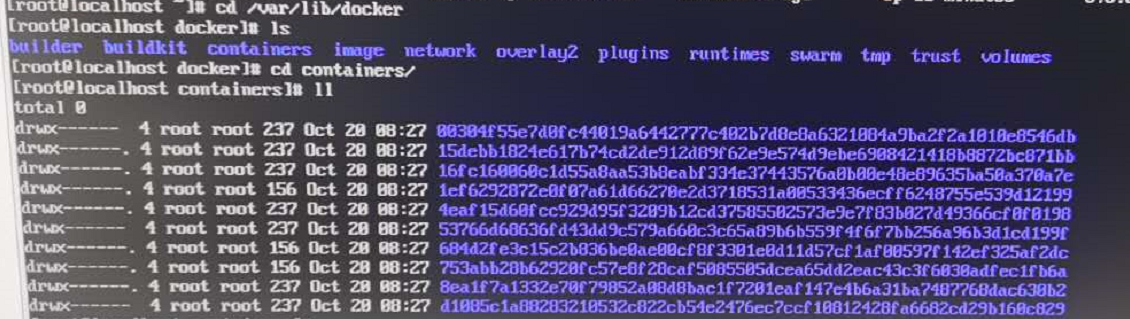 [root@localhost ~]# cd /var/lib/docker
[root@localhost docker]# ls
builder buildkit containers image network overlay2 plugins runtimes swarm tmp trust volumes
[root@localhost docker]# cd containers/
[root@localhost containers]# ll
total 0
drwx------ 4 root root 237 Oct 20 08:27 00304f55e7d0fc44019a6442777c402b7d8c8a6321084a9ba2f2a1010e8546db
drwx------. 4 root root 237 Oct 20 08:27 15debb1824e617b74cd2de912d89f62e9e574d9ebe6908421418b8872bc871bb
drwx------. 4 root root 237 Oct 20 08:27 16fc160060c1d55a8aa53b8eabf334e37443576a0b00e48e89635ba50a370a7e
drwx------. 4 root root 156 Oct 20 08:27 1ef6292872e0f07a61d66270e2d3718531a00533436ecff6248755e539d12199
drwx------. 4 root root 237 Oct 20 08:27 4eaf15d60fcc929d95f3209b12cd37585502573e9e7f83b027d49366cf0f0198
drwx------ 4 root root 237 Oct 20 08:27 53766d68636fd43dd9c579a660c3c65a89b6b559f4f6f7bb256a96b3d1cd199f
drwx------. 4 root root 156 Oct 20 08:27 684d2fe3c15c2b836be0ae00cf8f3301e0d11d57cf1af00597f142ef325af2dc
drwx------. 4 root root 156 Oct 20 08:27 753abb28b62920fc57e8f28caf5085505dcea65dd2eac43c3f6030adfec1fb6a
drwx------ 4 root root 237 Oct 20 08:27 8ea1f7a1332e70f79852a08d8bac1f7201eaf147e4b6a31ba7487768dac630b2
drwx------ 4 root root 237 Oct 20 08:27 d1085c1a88283210532c822cb54e2476ec7ccf10812428fa6682cd29b160c829